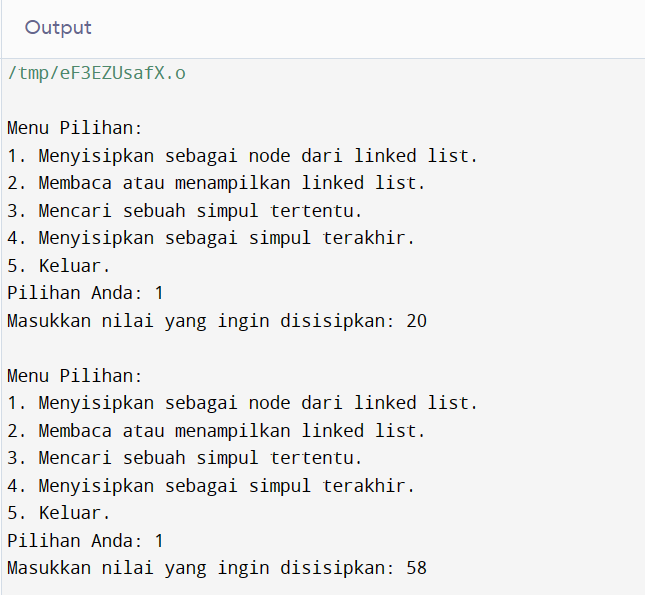 Output
/tmp/eF3EZUsafX.o
Menu Pilihan:
1. Menyisipkan sebagai node dari linked list.
2. Membaca atau menampilkan linked list.
3. Mencari sebuah simpul tertentu.
4. Menyisipkan sebagai simpul terakhir.
5. Keluar.
Pilihan Anda: 1
Masukkan nilai yang ingin disisipkan: 20
Menu Pilihan:
1. Menyisipkan sebagai node dari linked list.
2. Membaca atau menampilkan linked list.
3. Mencari sebuah simpul tertentu.
4. Menyisipkan sebagai simpul terakhir.
5. Keluar.
Pilihan Anda: 1
Masukkan nilai yang ingin disisipkan: 58